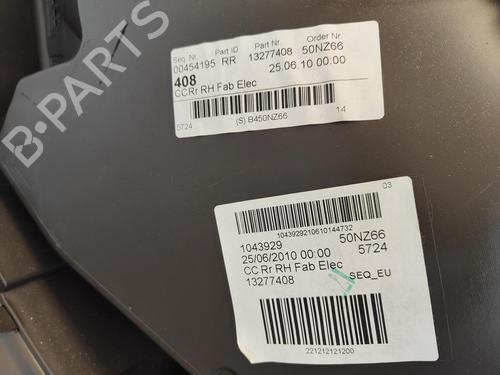 Seq Nr Part ID Part Nr Order Nr
00454195 RR 13277408 50NZ66
408 25.06.10 00:00
CCRr RH Fab Elec
5724 (S) B450NZ66 14
03
1043929210610144732
1043929 50NZ66
25/06/2010 00:00 5724
CC Rr RH Fab Elec
13277408 SEQ_EU
221212121200
B-PARTS